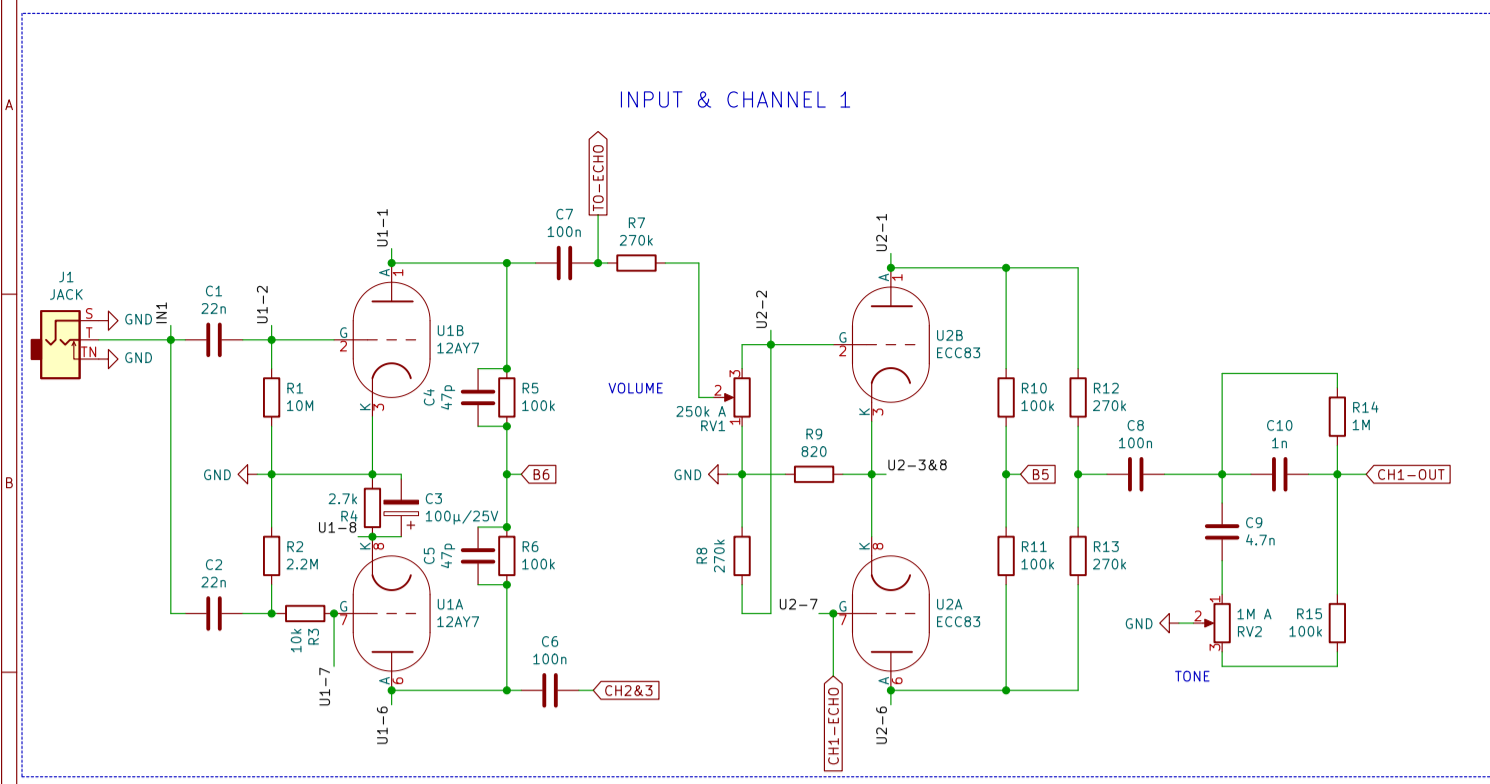 INPUT & CHANNEL 1
A
B
J1
JACK
S
T
TN
GND
GND
IN1
C1
22n
U1-2
U1-1
A
1
G
2
K
3
U1B
12AY7
R1
10M
GND
R2
2.2M
C2
22n
10k
R3
U1-7
2.7k
R4
U1-8
C3
100µ/25V
+
K
8
G
7
A
6
U1A
12AY7
U1-6
C4
47p
R5
100k
B6
C5
47p
R6
100k
C6
100n
CH2&3
C7
100n
TO-ECHO
R7
270k
VOLUME
3
2
1
250k A
RV1
U2-2
U2-1
A
1
G
2
K
3
U2B
ECC83
GND
R9
820
U2-3&8
R8
270k
U2-7
K
8
G
7
A
6
U2A
ECC83
CH1-ECHO
U2-6
R10
100k
R12
270k
B5
R11
100k
R13
270k
C8
100n
C10
1n
R14
1M
CH1-OUT
C9
4.7n
GND
1
2
3
1M A
RV2
R15
100k
TONE